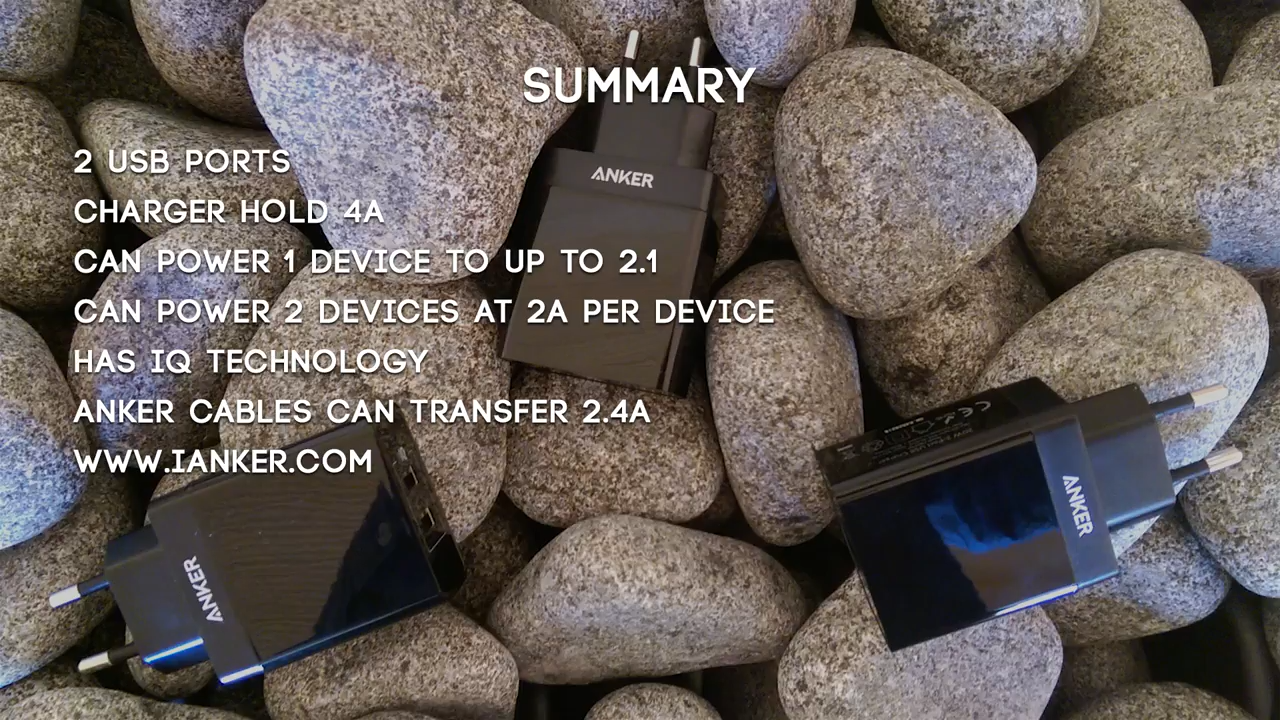 SUMMARY
2 USB PORTS
CHARGER HOLD 4A
CAN POWER 1 DEVICE TO UP TO 2.1
CAN POWER 2 DEVICES AT 2A PER DEVICE
HAS IQ TECHNOLOGY
ANKER CABLES CAN TRANSFER 2.4A
WWW.IANKER.COM
ANKER
ANKER
ANKER